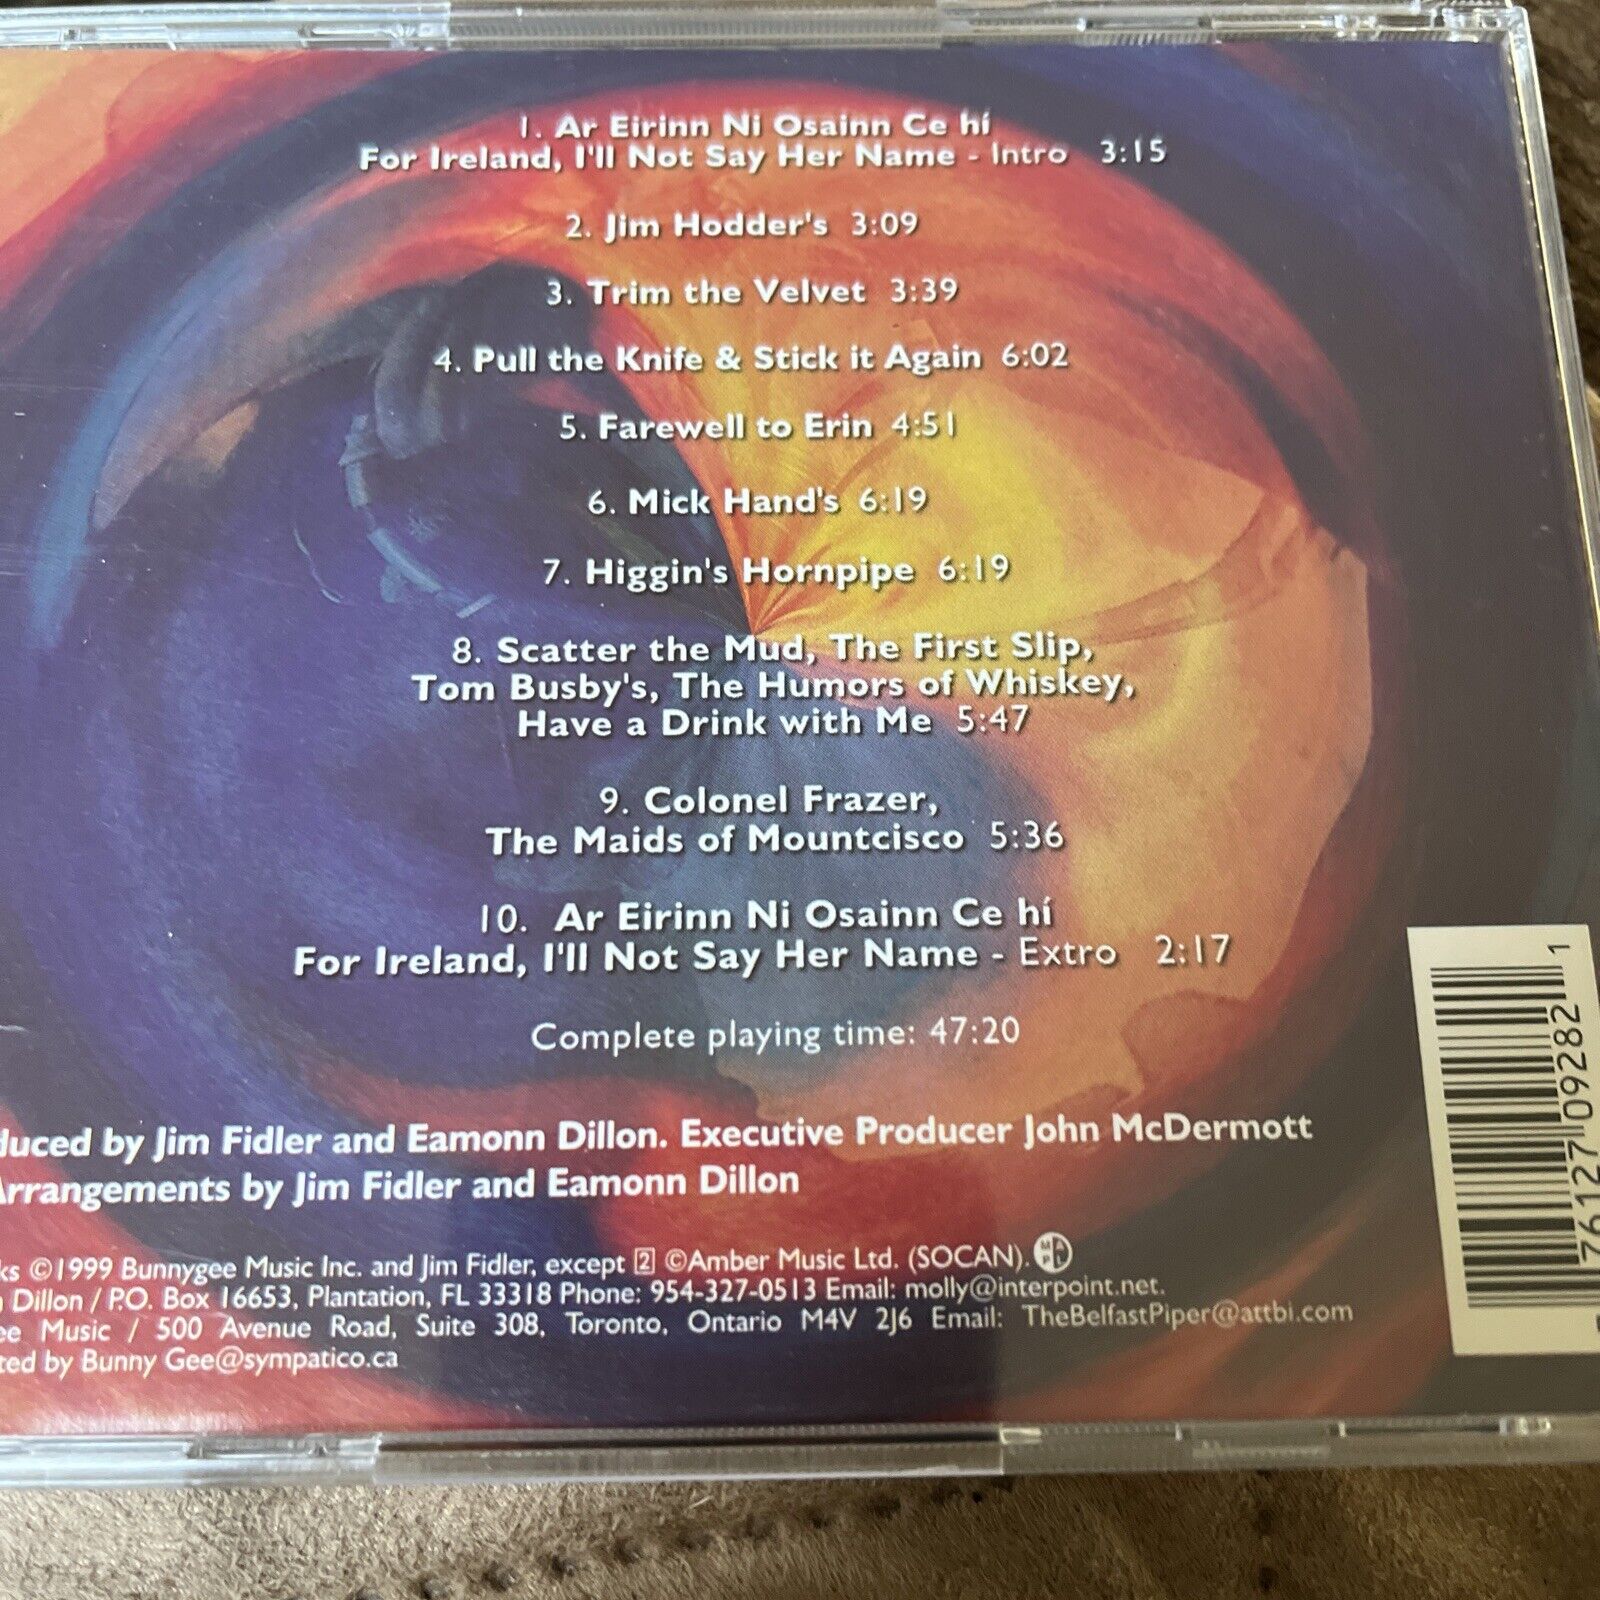 1. Ar Eirinn Ni Osainn Ce hí
For Ireland, I'll Not Say Her Name - Intro 3:15
2. Jim Hodder's 3:09
3. Trim the Velvet 3:39
4. Pull the Knife & Stick it Again 6:02
5. Farewell to Erin 4:51
6. Mick Hand's 6:19
7. Higgin's Hornpipe 6:19
8. Scatter the Mud, The First Slip,
Tom Busby's, The Humors of Whiskey,
Have a Drink with Me 5:47
9. Colonel Frazer,
The Maids of Mountcisco 5:36
10. Ar Eirinn Ni Osainn Ce hí
For Ireland, I'll Not Say Her Name - Extro 2:17
Complete playing time: 47:20
duced by Jim Fidler and Eamonn Dillon. Executive Producer John McDermott
Arrangements by Jim Fidler and Eamonn Dillon
ks ©1999 Bunnygee Music Inc. and Jim Fidler, except 2 ©Amber Music Ltd. (SOCAN). MAPL
Dillon / P.O. Box 16653, Plantation, FL 33318 Phone: 954-327-0513 Email: molly@interpoint.net.
ee Music / 500 Avenue Road, Suite 308, Toronto, Ontario M4V 2J6 Email: TheBelfastPiper@attbi.com
ted by Bunny Gee@sympatico.ca
76127 09282 1